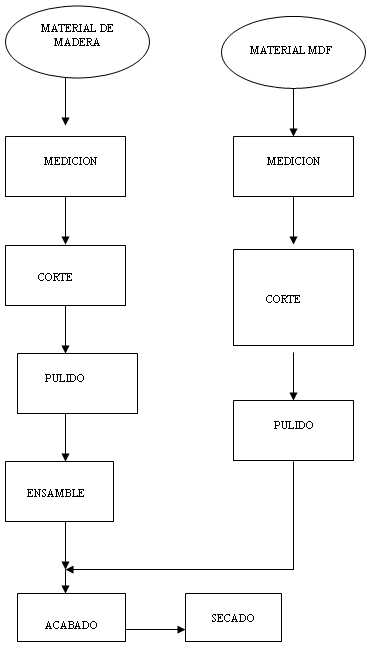 MATERIAL DE
MADERA
MATERIAL MDF
MEDICION
MEDICION
CORTE
CORTE
PULIDO
PULIDO
ENSAMBLE
ACABADO
SECADO